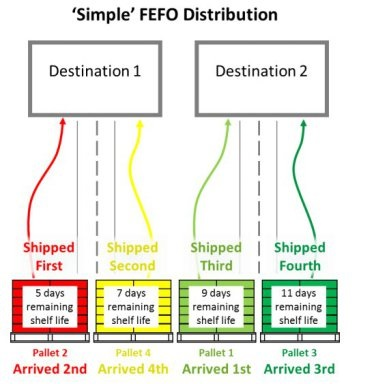 ‘Simple’ FEFO Distribution
Destination 1
Destination 2
Shipped First
Shipped Second
Shipped Third
Shipped Fourth
5 days
remaining
shelf life
7 days
remaining
shelf life
9 days
remaining
shelf life
11 days
remaining
shelf life
Pallet 2
Arrived 2nd
Pallet 4
Arrived 4th
Pallet 1
Arrived 1st
Pallet 3
Arrived 3rd